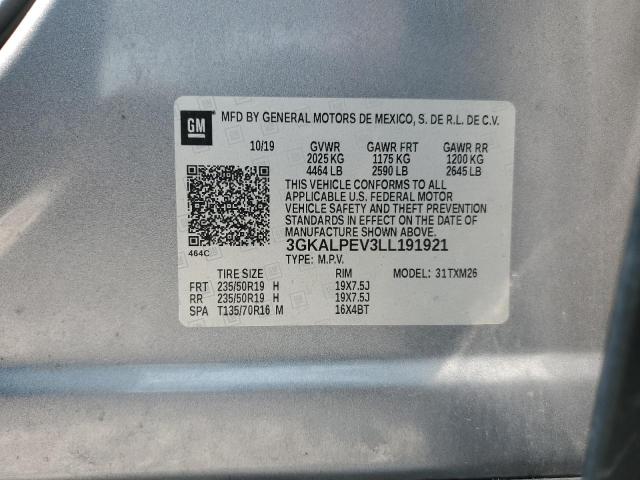 GM
MFD BY GENERAL MOTORS DE MEXICO, S. DE R.L. DE C.V.
10/19 GVWR GAWR FRT GAWR RR
2025 KG 1175 KG 1200 KG
4464 LB 2590 LB 2645 LB
THIS VEHICLE CONFORMS TO ALL
APPLICABLE U.S. FEDERAL MOTOR
VEHICLE SAFETY AND THEFT PREVENTION
STANDARDS IN EFFECT ON THE DATE OF
MANUFACTURE SHOWN ABOVE.
464C 3GKALPEV3LL191921
TYPE: M.P.V.
TIRE SIZE RIM MODEL: 31TXM26
FRT 235/50R19 H 19X7.5J
RR 235/50R19 H 19X7.5J
SPA T135/70R16 M 16X4BT